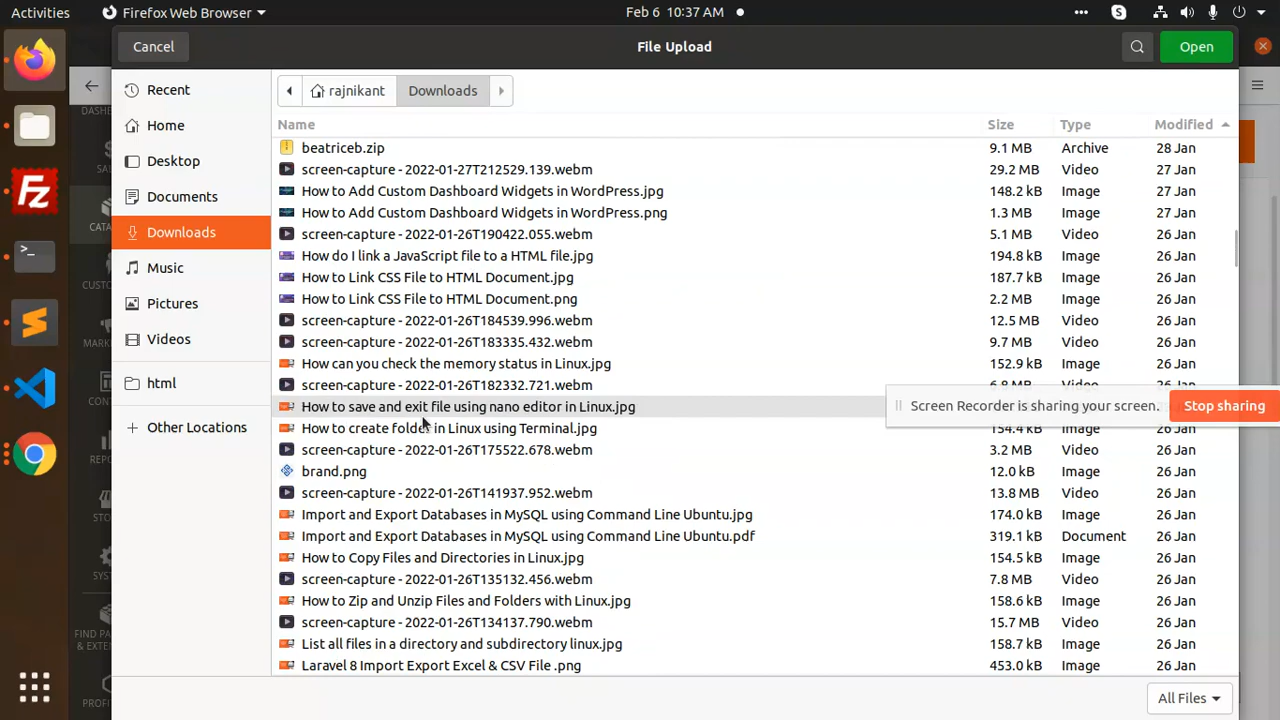 Activities Firefox Web Browser Feb 6 10:37 AM
Cancel File Upload Open
Recent
Home
Desktop
Documents
Downloads
Music
Pictures
Videos
html
Other Locations
rajnikant Downloads
Name Size Type Modified
beatriceb.zip 9.1 MB Archive 28 Jan
screen-capture - 2022-01-27T212529.139.webm 29.2 MB Video 27 Jan
How to Add Custom Dashboard Widgets in WordPress.jpg 148.2 kB Image 27 Jan
How to Add Custom Dashboard Widgets in WordPress.png 1.3 MB Image 27 Jan
screen-capture - 2022-01-26T190422.055.webm 5.1 MB Video 26 Jan
How do I link a JavaScript file to a HTML file.jpg 194.8 kB Image 26 Jan
How to Link CSS File to HTML Document.jpg 187.7 kB Image 26 Jan
How to Link CSS File to HTML Document.png 2.2 MB Image 26 Jan
screen-capture - 2022-01-26T184539.996.webm 12.5 MB Video 26 Jan
screen-capture - 2022-01-26T183335.432.webm 9.7 MB Video 26 Jan
How can you check the memory status in Linux.jpg 152.9 kB Image 26 Jan
screen-capture - 2022-01-26T182332.721.webm 6.8 MB Video 26 Jan
How to save and exit file using nano editor in Linux.jpg
Screen Recorder is sharing your screen. Stop sharing
How to create folder in Linux using Terminal.jpg 154.4 kB Image 26 Jan
screen-capture - 2022-01-26T175522.678.webm 3.2 MB Video 26 Jan
brand.png 12.0 kB Image 26 Jan
screen-capture - 2022-01-26T141937.952.webm 13.8 MB Video 26 Jan
Import and Export Databases in MySQL using Command Line Ubuntu.jpg 174.0 kB Image 26 Jan
Import and Export Databases in MySQL using Command Line Ubuntu.pdf 319.1 kB Document 26 Jan
How to Copy Files and Directories in Linux.jpg 154.5 kB Image 26 Jan
screen-capture - 2022-01-26T135132.456.webm 7.8 MB Video 26 Jan
How to Zip and Unzip Files and Folders with Linux.jpg 158.6 kB Image 26 Jan
screen-capture - 2022-01-26T134137.790.webm 15.7 MB Video 26 Jan
List all files in a directory and subdirectory linux.jpg 158.7 kB Image 26 Jan
Laravel 8 Import Export Excel & CSV File .png 453.0 kB Image 26 Jan
All Files